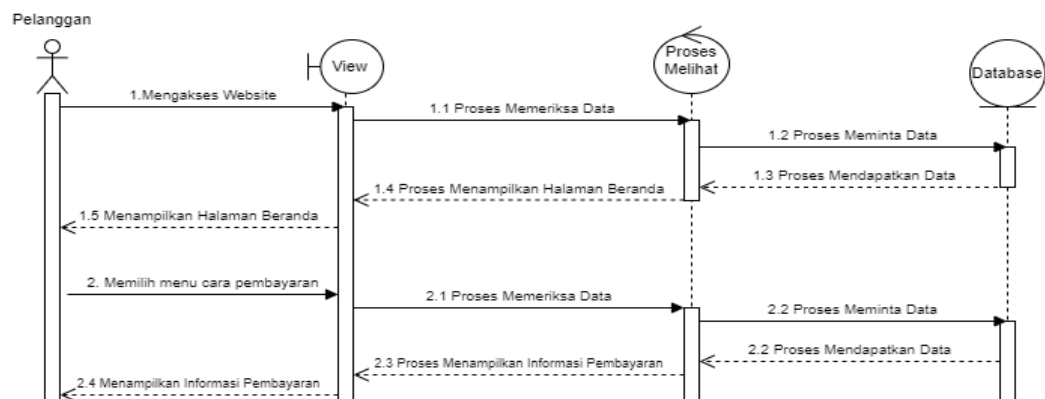 Pelanggan
View
Proses
Melihat
Database
1.Mengakses Website
1.1 Proses Memeriksa Data
1.2 Proses Meminta Data
1.3 Proses Mendapatkan Data
1.4 Proses Menampilkan Halaman Beranda
1.5 Menampilkan Halaman Beranda
2. Memilih menu cara pembayaran
2.1 Proses Memeriksa Data
2.2 Proses Meminta Data
2.2 Proses Mendapatkan Data
2.3 Proses Menampilkan Informasi Pembayaran
2.4 Menampilkan Informasi Pembayaran